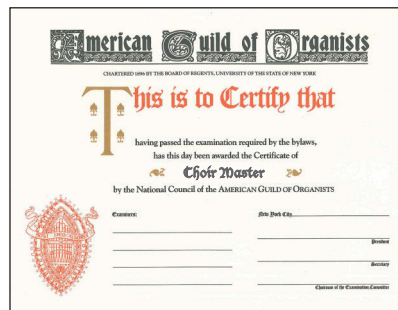 American Guild of Organists
CHARTERED 1896 BY THE BOARD OF REGENTS, UNIVERSITY OF THE STATE OF NEW YORK
This is to Certify that
having passed the examination required by the bylaws,
has this day been awarded the Certificate of
Choir Master
by the National Council of the AMERICAN GUILD OF ORGANISTS
Examiners:
New York City
President
Secretary
Chairman of the Examination Committee